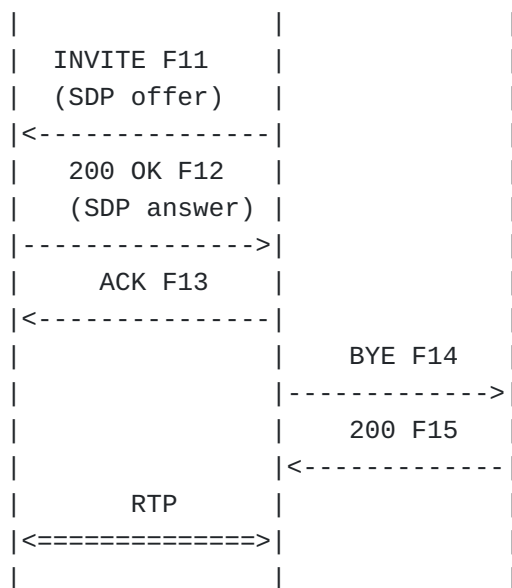 INVITE F11
(SDP offer)
200 OK F12
(SDP answer)
ACK F13
BYE F14
200 F15
RTP